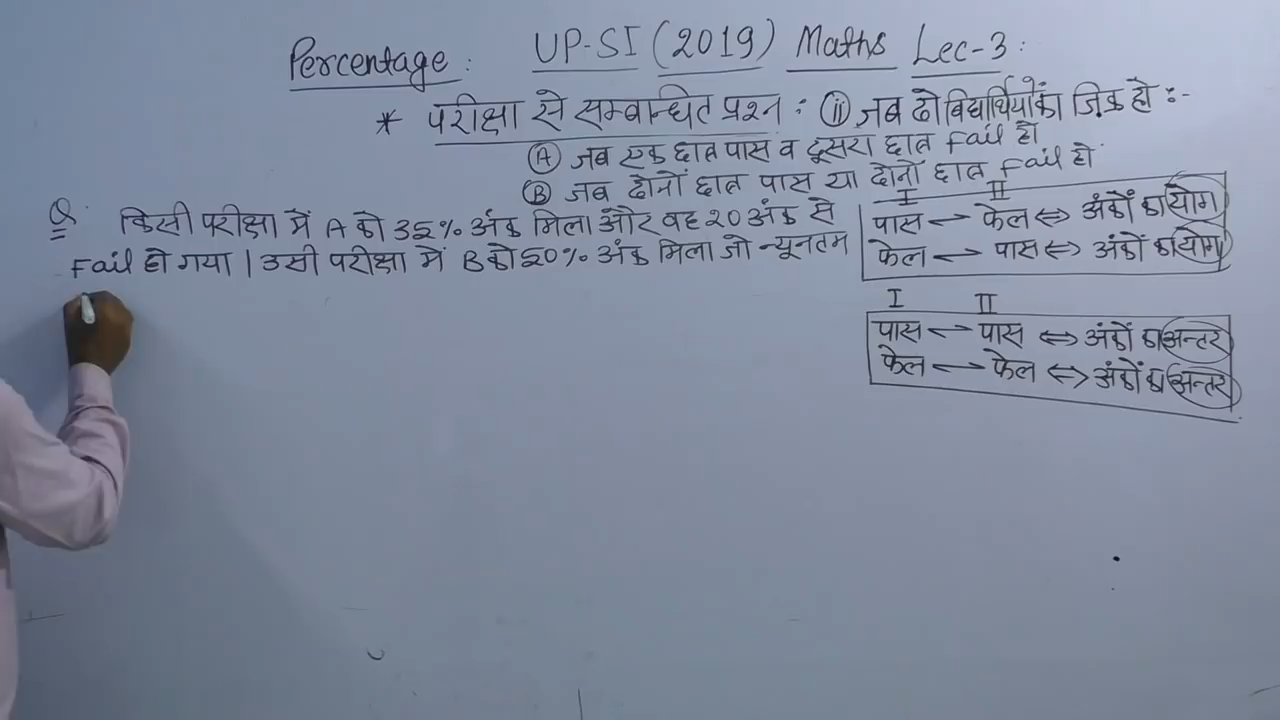 Percentage: UP-SI (2019) Maths Lec-3:
* परीक्षा से सम्बन्धित प्रश्न : (ii) जब दो विद्यार्थियों का जिक्र हो :-
(A) जब एक छात्र पास व दूसरा छात्र Fail हो
(B) जब दोनों छात्र पास या दोनों छात्र Fail हो
I II
पास – फेल ⇔ अंकों का योग
फेल – पास ⇔ अंकों का योग
I II
पास – पास ⇔ अंकों का अन्तर
फेल – फेल ⇔ अंकों का अन्तर
Q. किसी परीक्षा में A को 35% अंक मिला और वह 20 अंक से
Fail हो गया | उसी परीक्षा में B को 50% अंक मिला जो न्यूनतम